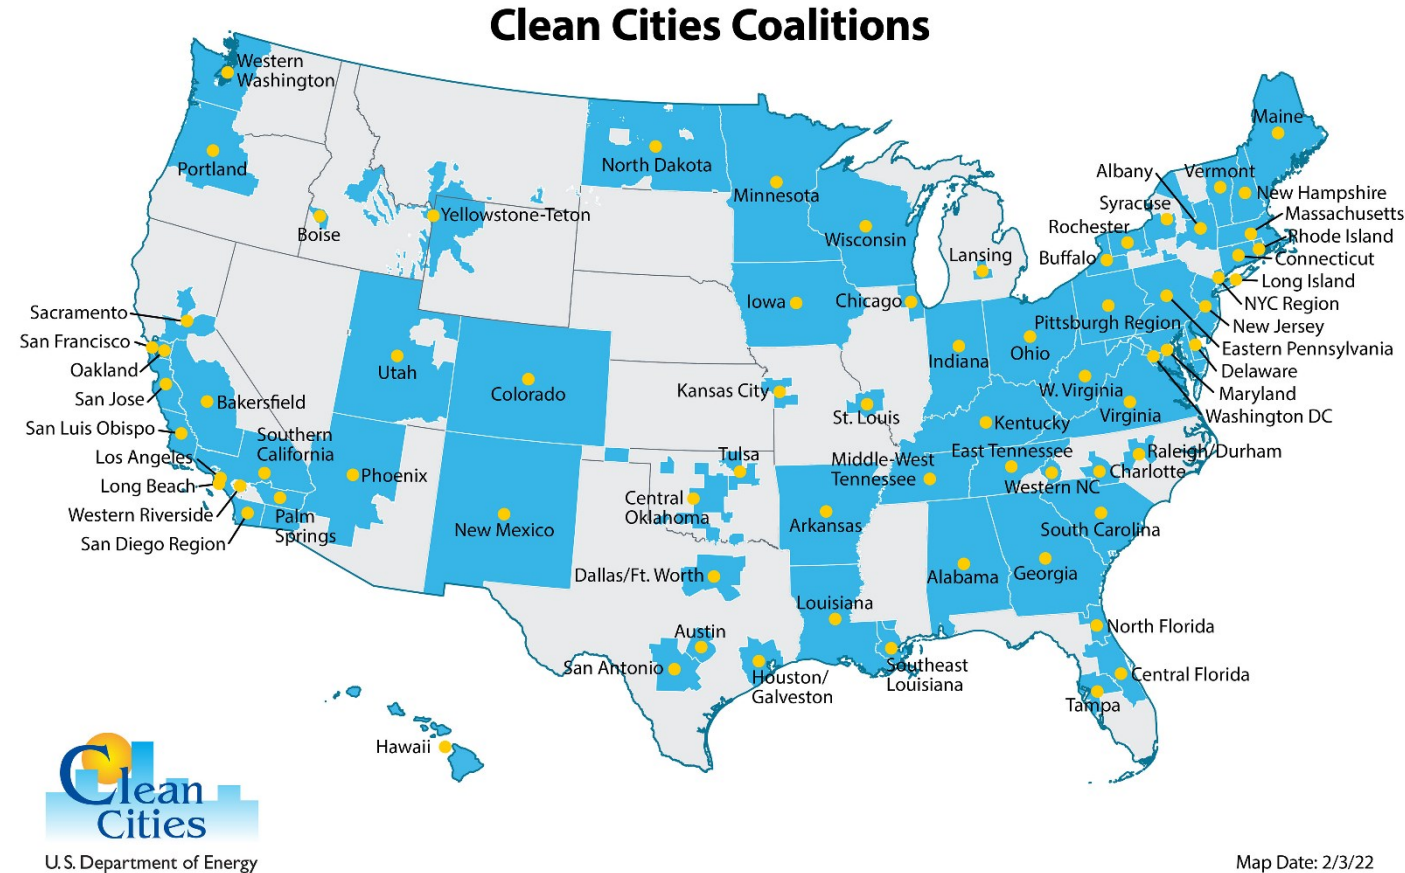 Clean Cities Coalitions
Western
Washington
Portland
North Dakota
Minnesota
Wisconsin
Yellowstone-Teton
Boise
Lansing
Maine
Albany
Vermont
New Hampshire
Syracuse
Massachusetts
Rochester
Rhode Island
Buffalo
Connecticut
Long Island
NYC Region
New Jersey
Eastern Pennsylvania
Delaware
Maryland
Washington DC
Sacramento
San Francisco
Oakland
San Jose
San Luis Obispo
Los Angeles
Long Beach
Western Riverside
San Diego Region
Bakersfield
Southern
California
Palm
Springs
Phoenix
Utah
Colorado
New Mexico
Iowa
Chicago
Kansas City
St. Louis
Indiana
Ohio
Pittsburgh Region
W. Virginia
Virginia
Kentucky
Tulsa
Central
Oklahoma
Middle-West
Tennessee
East Tennessee
Western NC
Raleigh/Durham
Charlotte
Arkansas
South Carolina
Alabama
Georgia
Dallas/Ft. Worth
Louisiana
Austin
San Antonio
Houston/
Galveston
Southeast
Louisiana
North Florida
Central Florida
Tampa
Hawaii
Clean
Cities
U.S. Department of Energy
Map Date: 2/3/22